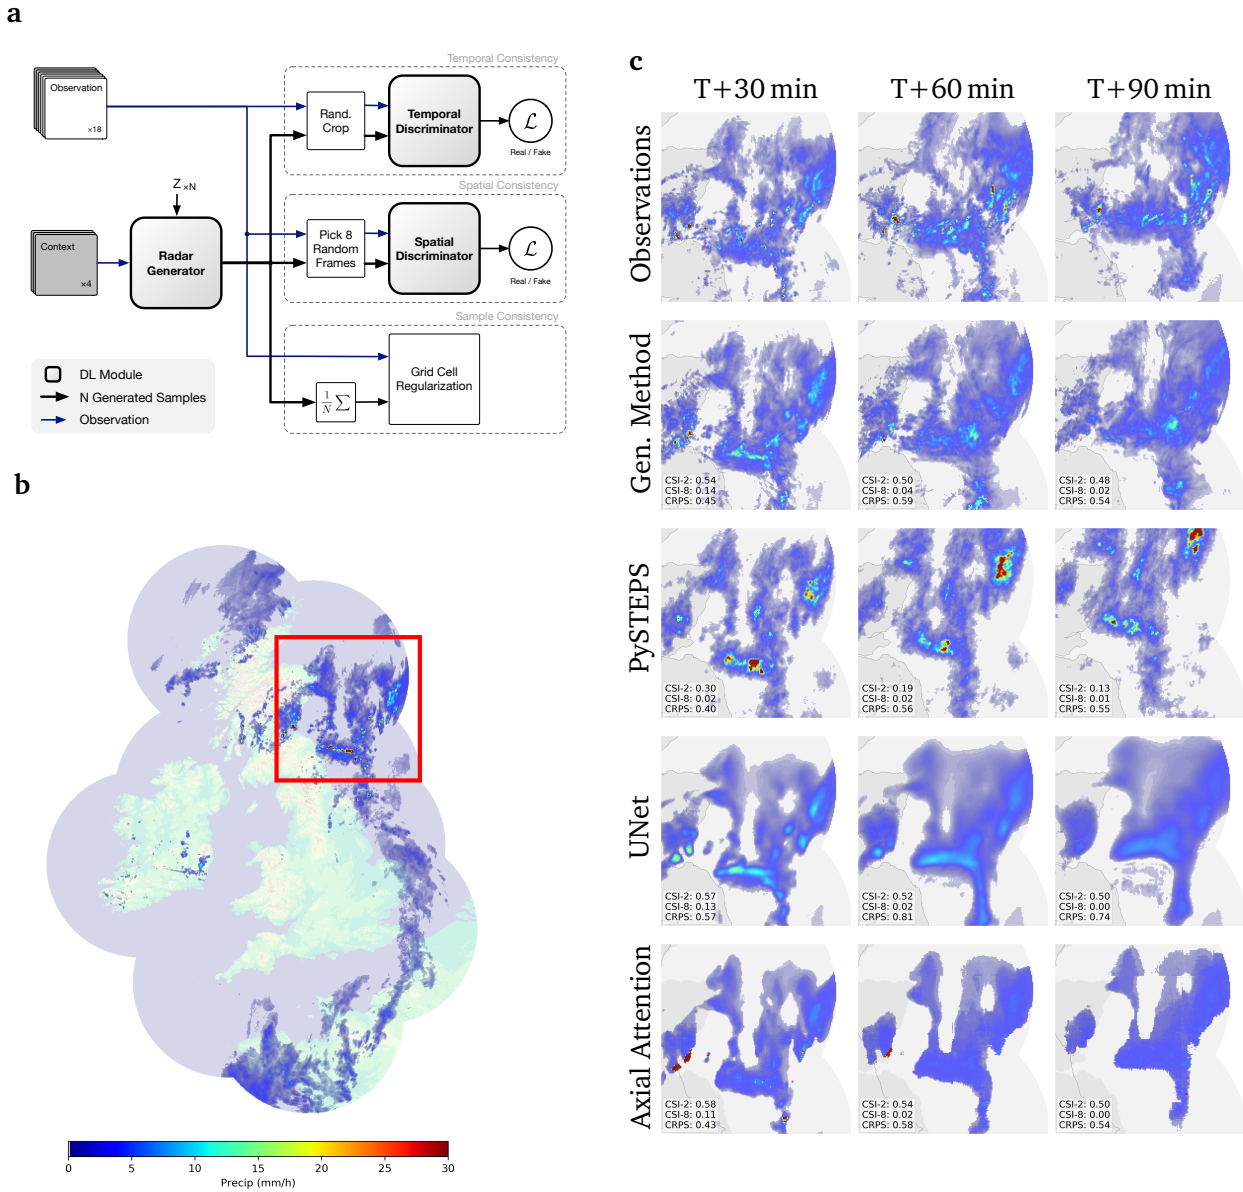 a
Observation
×18
Context
×4
Z ×N
Radar
Generator
Temporal Consistency
Rand.
Crop
Temporal
Discriminator
ℒ
Real / Fake
Spatial Consistency
Pick 8
Random
Frames
Spatial
Discriminator
ℒ
Real / Fake
Sample Consistency
1/N ∑
Grid Cell
Regularization
DL Module
N Generated Samples
Observation
b
0 5 10 15 20 25 30
Precip (mm/h)
c
T+30 min T+60 min T+90 min
Observations
Gen. Method
CSI-2: 0.54
CSI-8: 0.14
CRPS: 0.45
CSI-2: 0.50
CSI-8: 0.04
CRPS: 0.59
CSI-2: 0.48
CSI-8: 0.02
CRPS: 0.54
PySTEPS
CSI-2: 0.30
CSI-8: 0.02
CRPS: 0.40
CSI-2: 0.19
CSI-8: 0.02
CRPS: 0.56
CSI-2: 0.13
CSI-8: 0.01
CRPS: 0.55
UNet
CSI-2: 0.57
CSI-8: 0.13
CRPS: 0.57
CSI-2: 0.52
CSI-8: 0.02
CRPS: 0.81
CSI-2: 0.50
CSI-8: 0.00
CRPS: 0.74
Axial Attention
CSI-2: 0.58
CSI-8: 0.11
CRPS: 0.43
CSI-2: 0.54
CSI-8: 0.02
CRPS: 0.58
CSI-2: 0.50
CSI-8: 0.00
CRPS: 0.54